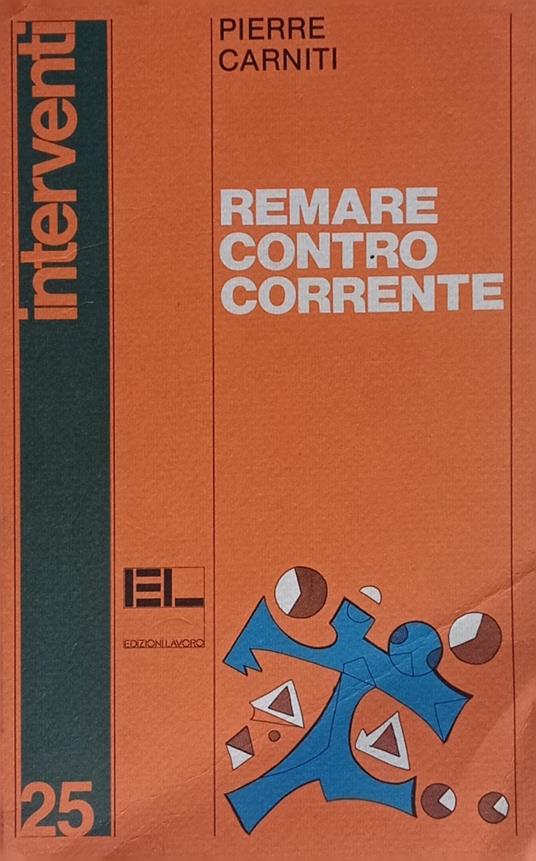 PIERRE
CARNITI
REMARE
CONTRO
CORRENTE
interventi
EL
EDIZIONI LAVORO
25